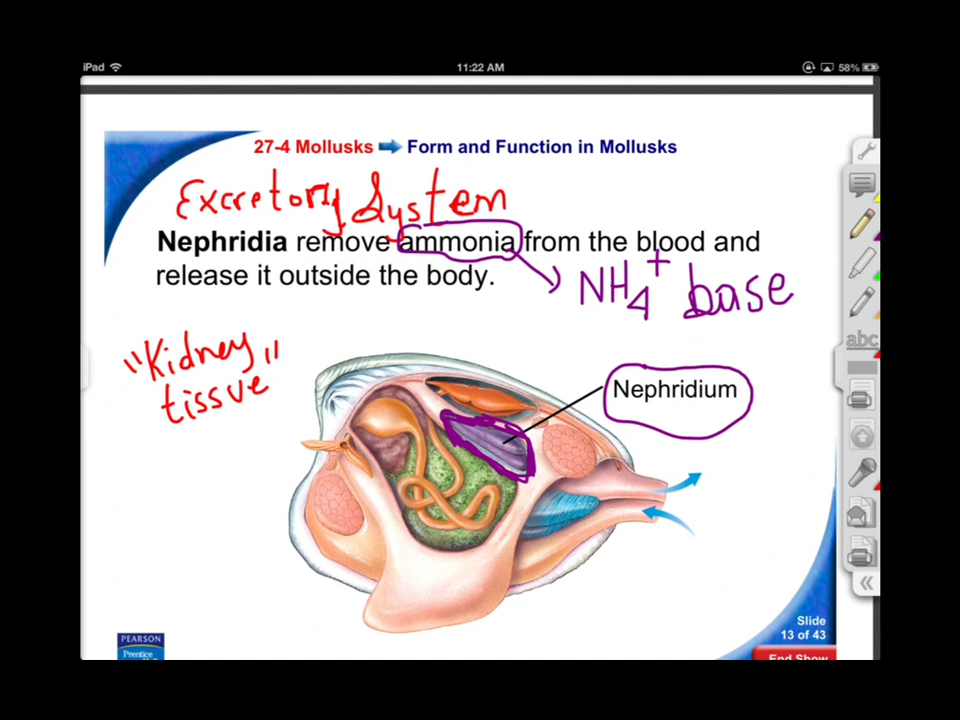 iPad 11:22 AM 58%
27-4 Mollusks Form and Function in Mollusks
Excretory System
Nephridia remove ammonia from the blood and
release it outside the body.
NH4+ base
"Kidney"
tissue
Nephridium
abc
Slide
13 of 43
PEARSON
Prentice
End Show